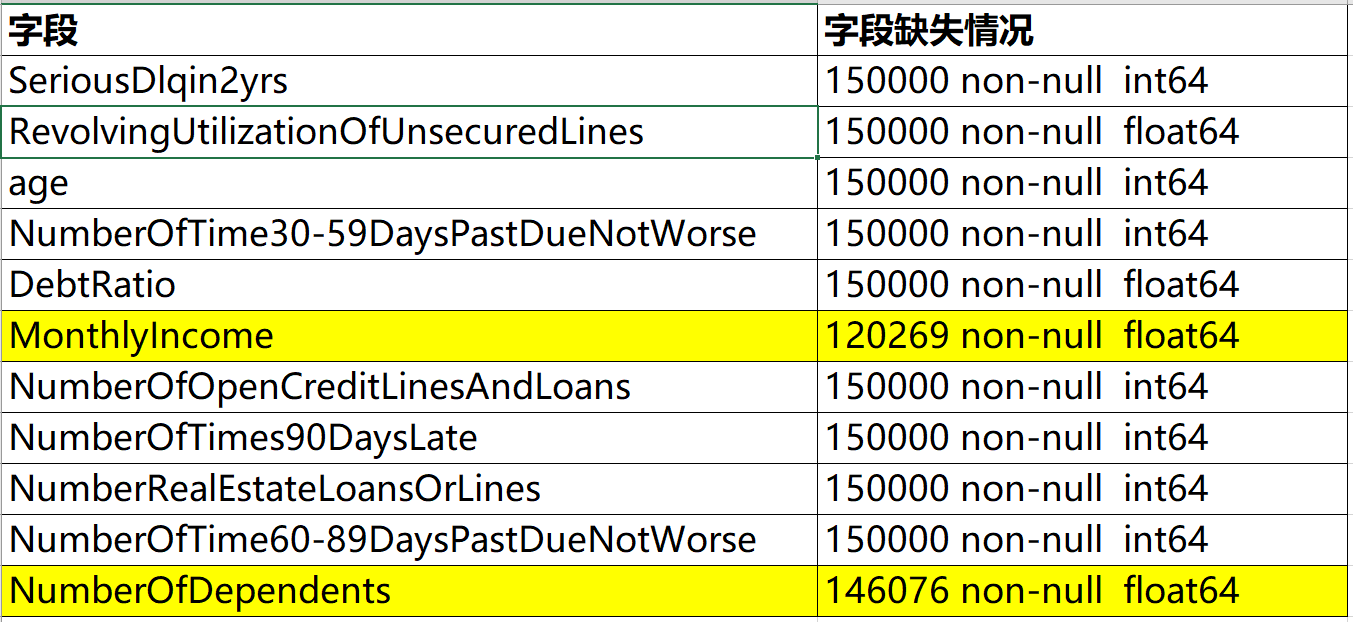 字段 字段缺失情况
SeriousDlqin2yrs 150000 non-null int64
RevolvingUtilizationOfUnsecuredLines 150000 non-null float64
age 150000 non-null int64
NumberOfTime30-59DaysPastDueNotWorse 150000 non-null int64
DebtRatio 150000 non-null float64
MonthlyIncome 120269 non-null float64
NumberOfOpenCreditLinesAndLoans 150000 non-null int64
NumberOfTimes90DaysLate 150000 non-null int64
NumberRealEstateLoansOrLines 150000 non-null int64
NumberOfTime60-89DaysPastDueNotWorse 150000 non-null int64
NumberOfDependents 146076 non-null float64